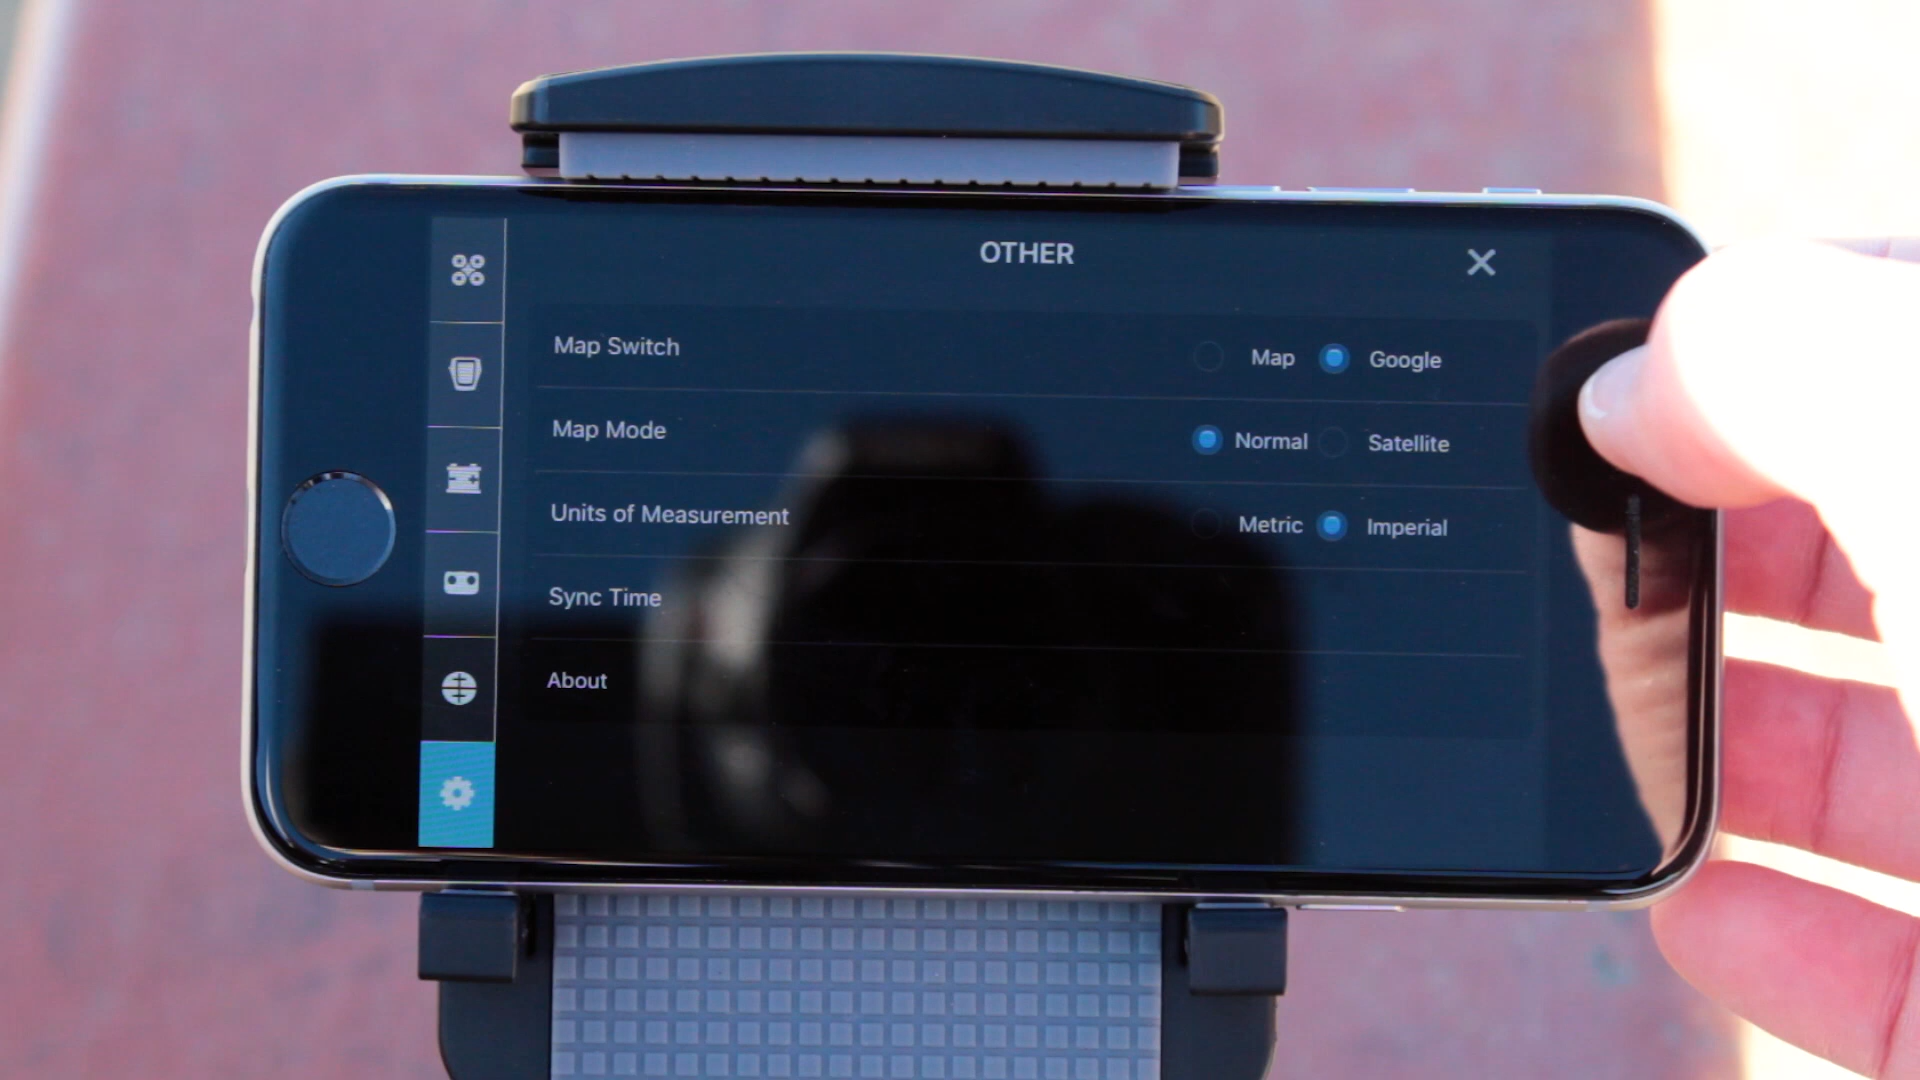 OTHER
Map Switch Map Google
Map Mode Normal Satellite
Units of Measurement Metric Imperial
Sync Time
About